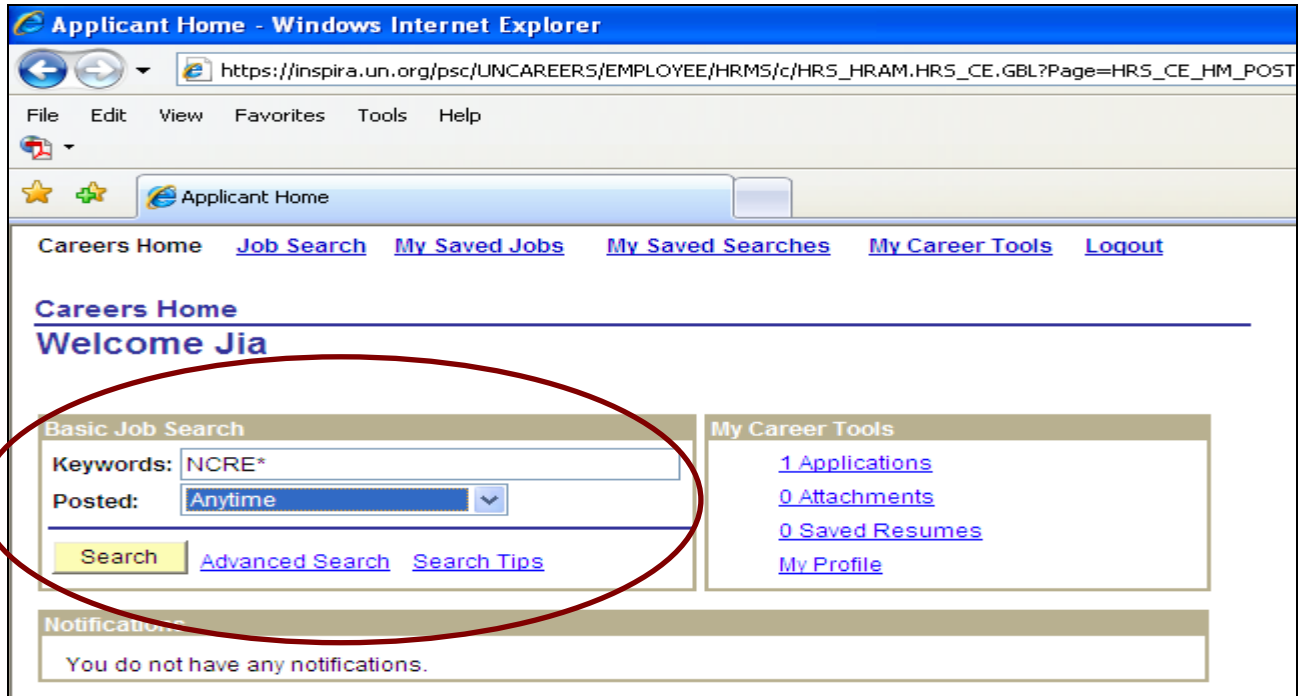 Applicant Home - Windows Internet Explorer
https://inspira.un.org/psc/UNCAREERS/EMPLOYEE/HRMS/c/HRS_HRAM.HRS_CE.GBL?Page=HRS_CE_HM_POST
File Edit View Favorites Tools Help
Applicant Home
Careers Home Job Search My Saved Jobs My Saved Searches My Career Tools Logout
Careers Home
Welcome Jia
Basic Job Search
Keywords: NCRE*
Posted: Anytime
Search Advanced Search Search Tips
My Career Tools
1 Applications
0 Attachments
0 Saved Resumes
My Profile
Notifications
You do not have any notifications.